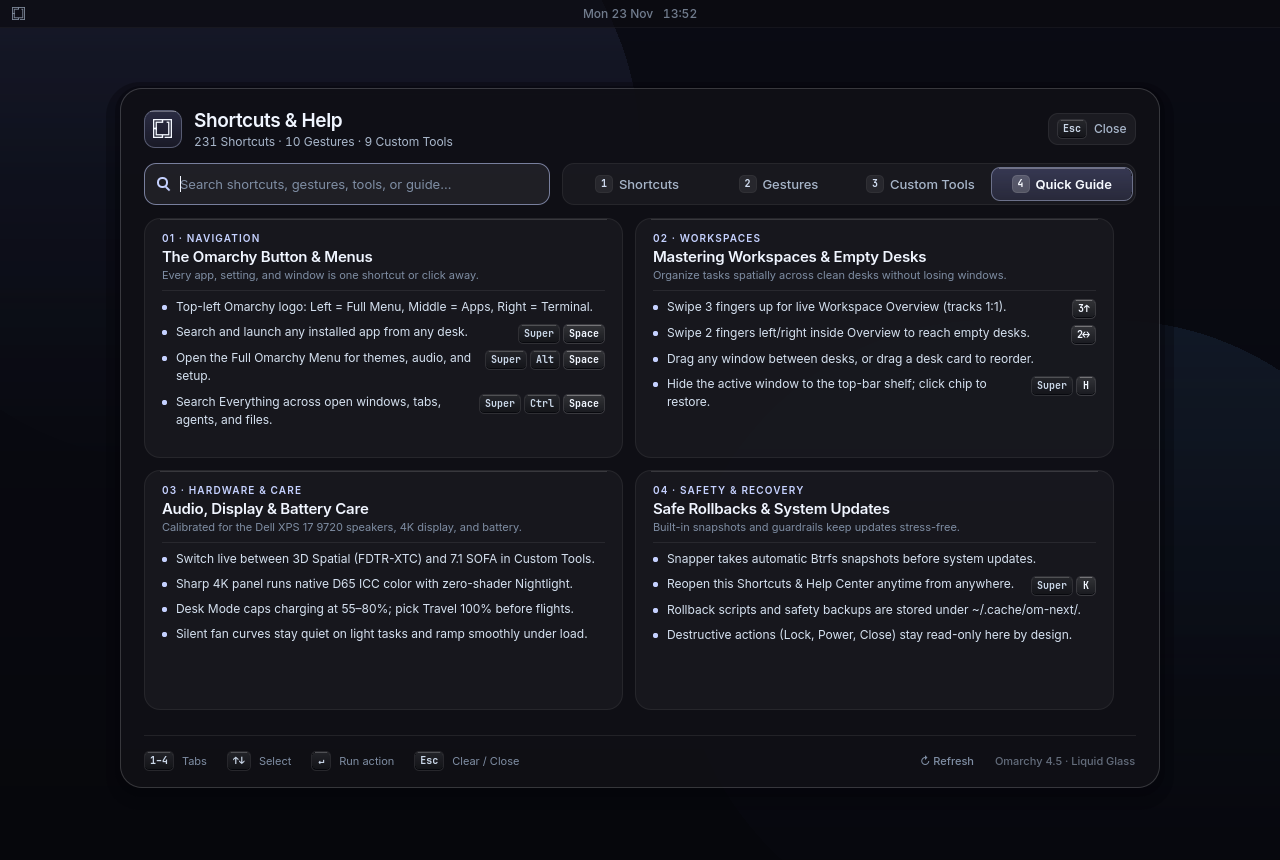 Mon 23 Nov 13:52
Shortcuts & Help
231 Shortcuts · 10 Gestures · 9 Custom Tools
Esc Close
Search shortcuts, gestures, tools, or guide...
1 Shortcuts
2 Gestures
3 Custom Tools
4 Quick Guide
01 · NAVIGATION
The Omarchy Button & Menus
Every app, setting, and window is one shortcut or click away.
Top-left Omarchy logo: Left = Full Menu, Middle = Apps, Right = Terminal.
Search and launch any installed app from any desk. Super Space
Open the Full Omarchy Menu for themes, audio, and Super Alt Space
setup.
Search Everything across open windows, tabs, Super Ctrl Space
agents, and files.
02 · WORKSPACES
Mastering Workspaces & Empty Desks
Organize tasks spatially across clean desks without losing windows.
Swipe 3 fingers up for live Workspace Overview (tracks 1:1). 3↑
Swipe 2 fingers left/right inside Overview to reach empty desks. 2↔
Drag any window between desks, or drag a desk card to reorder.
Hide the active window to the top-bar shelf; click chip to Super H
restore.
03 · HARDWARE & CARE
Audio, Display & Battery Care
Calibrated for the Dell XPS 17 9720 speakers, 4K display, and battery.
Switch live between 3D Spatial (FDTR-XTC) and 7.1 SOFA in Custom Tools.
Sharp 4K panel runs native D65 ICC color with zero-shader Nightlight.
Desk Mode caps charging at 55–80%; pick Travel 100% before flights.
Silent fan curves stay quiet on light tasks and ramp smoothly under load.
04 · SAFETY & RECOVERY
Safe Rollbacks & System Updates
Built-in snapshots and guardrails keep updates stress-free.
Snapper takes automatic Btrfs snapshots before system updates.
Reopen this Shortcuts & Help Center anytime from anywhere. Super K
Rollback scripts and safety backups are stored under ~/.cache/om-next/.
Destructive actions (Lock, Power, Close) stay read-only here by design.
1–4 Tabs ↑↓ Select ↵ Run action Esc Clear / Close
↻ Refresh Omarchy 4.5 · Liquid Glass